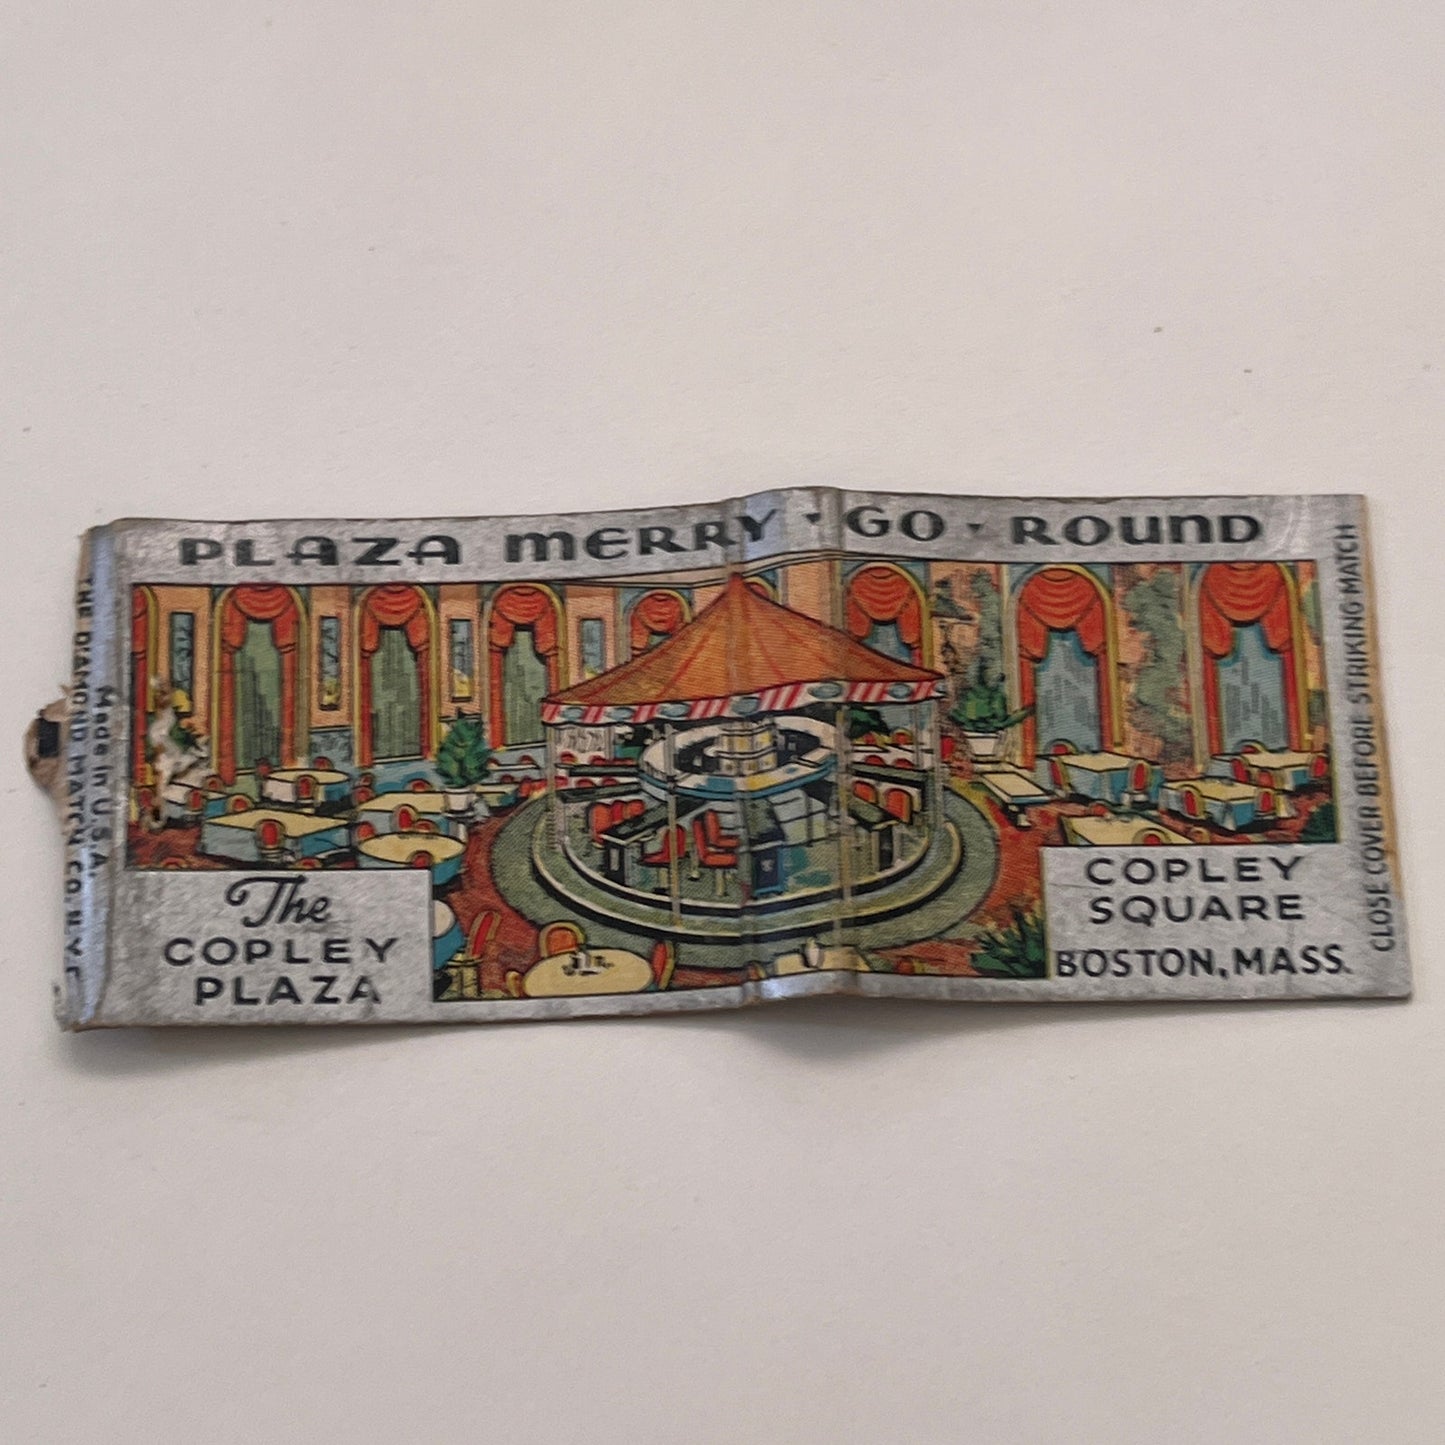 PLAZA MERRY · GO · ROUND
The
COPLEY
PLAZA
COPLEY
SQUARE
BOSTON, MASS.
CLOSE COVER BEFORE STRIKING MATCH
THE DIAMOND MATCH CO. N.Y.C
Made in U.S.A.